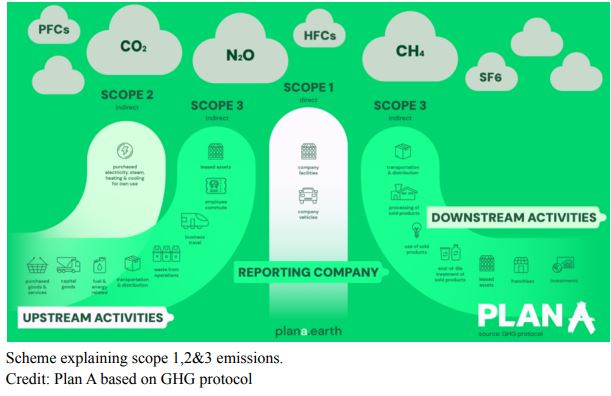 PFCs
CO₂
N₂O
HFCs
CH₄
SF6
SCOPE 2
indirect
SCOPE 3
indirect
SCOPE 1
direct
SCOPE 3
indirect
purchased
electricity, steam,
heating & cooling
for own use
leased assets
employee
commute
business
travel
waste from
operations
transportation
& distribution
fuel &
energy
related
capital
goods
purchased
goods &
services
company
facilities
company
vehicles
transportation
& distribution
processing of
sold products
use of sold
products
end-of-life
treatment of
sold products
leased
assets
franchises
investments
DOWNSTREAM ACTIVITIES
REPORTING COMPANY
UPSTREAM ACTIVITIES
PLAN A
source: GHG protocol
plana.earth
Scheme explaining scope 1,2&3 emissions.
Credit: Plan A based on GHG protocol